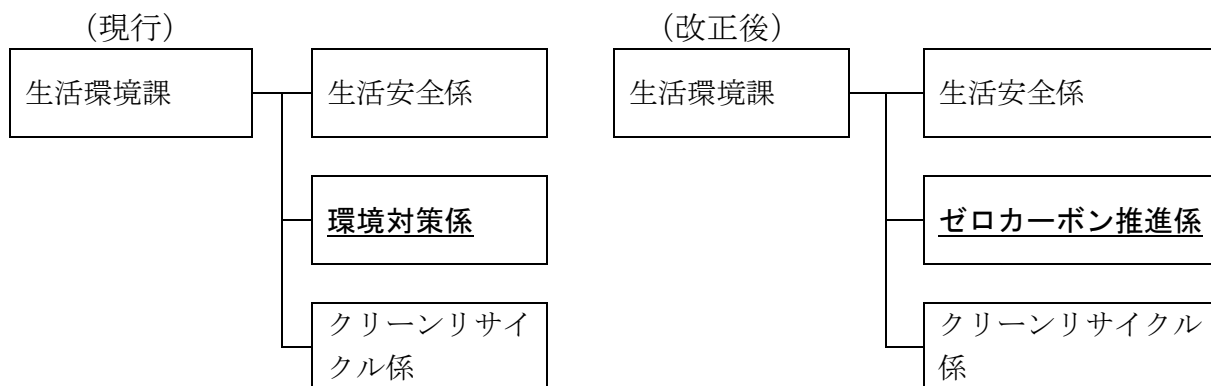 （現行）
生活環境課
生活安全係
環境対策係
クリーンリサイ
クル係
（改正後）
生活環境課
生活安全係
ゼロカーボン推進係
クリーンリサイクル
係